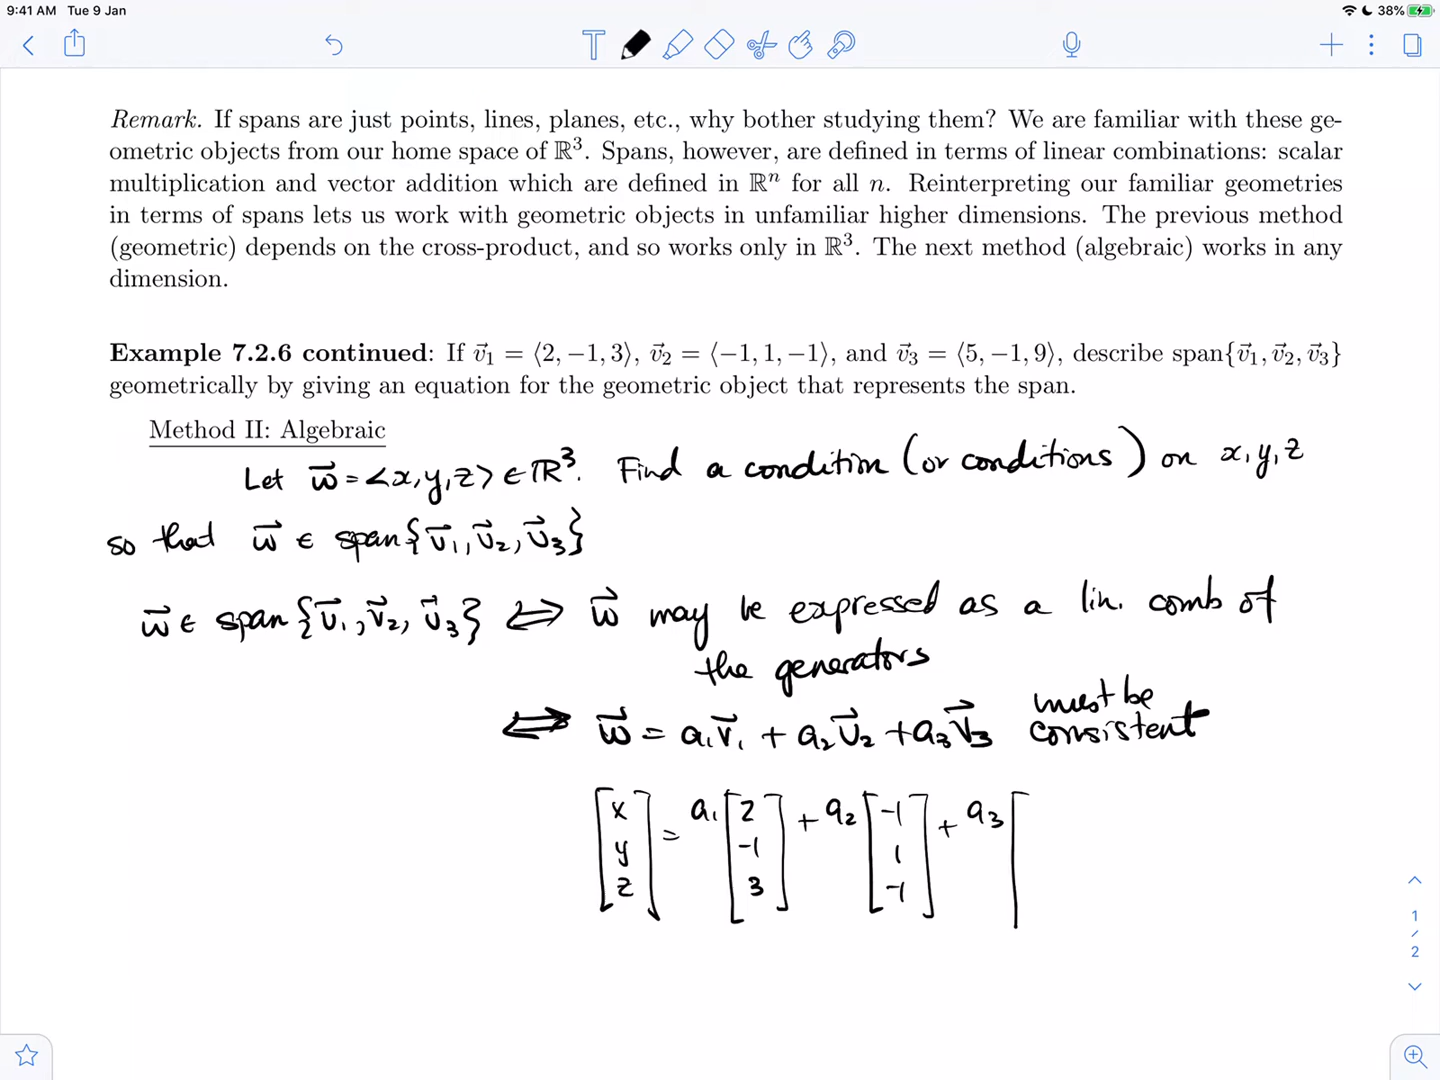 9:41 AM Tue 9 Jan
38%
T
Remark. If spans are just points, lines, planes, etc., why bother studying them? We are familiar with these ge-
ometric objects from our home space of ℝ³. Spans, however, are defined in terms of linear combinations: scalar
multiplication and vector addition which are defined in ℝⁿ for all n. Reinterpreting our familiar geometries
in terms of spans lets us work with geometric objects in unfamiliar higher dimensions. The previous method
(geometric) depends on the cross-product, and so works only in ℝ³. The next method (algebraic) works in any
dimension.
Example 7.2.6 continued: If v⃗₁ = ⟨2, −1, 3⟩, v⃗₂ = ⟨−1, 1, −1⟩, and v⃗₃ = ⟨5, −1, 9⟩, describe span{v⃗₁, v⃗₂, v⃗₃}
geometrically by giving an equation for the geometric object that represents the span.
Method II: Algebraic
Let w⃗ = <x, y, z> ∈ ℝ³. Find a condition (or conditions) on x, y, z
so that w⃗ ∈ span{v⃗₁, v⃗₂, v⃗₃}
w⃗ ∈ span{v⃗₁, v⃗₂, v⃗₃} ⟺ w⃗ may be expressed as a lin. comb of
the generators
⟺ w⃗ = a₁v⃗₁ + a₂v⃗₂ + a₃v⃗₃ must be
consistent
[x y z] = a₁ [2 -1 3] + a₂ [-1 1 -1] + a₃ [
1
/
2